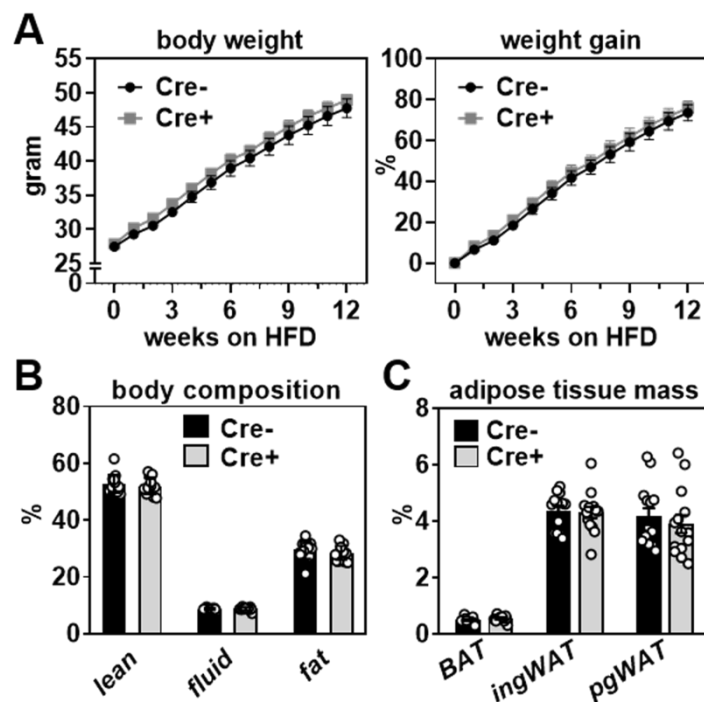 A
body weight
weight gain
55
50
45
40
35
30
25
0
gram
Cre-
Cre+
0 3 6 9 12
weeks on HFD
100
80
60
40
20
0
%
Cre-
Cre+
0 3 6 9 12
weeks on HFD
B
body composition
80
60
40
20
0
%
Cre-
Cre+
lean fluid fat
C
adipose tissue mass
8
6
4
2
0
%
Cre-
Cre+
BAT ingWAT pgWAT